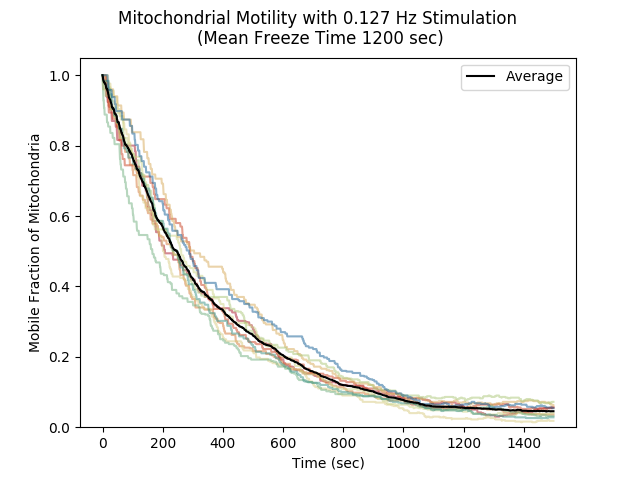 Mitochondrial Motility with 0.127 Hz Stimulation
(Mean Freeze Time 1200 sec)
Average
1.0
0.8
0.6
0.4
0.2
0.0
Mobile Fraction of Mitochondria
0 200 400 600 800 1000 1200 1400
Time (sec)